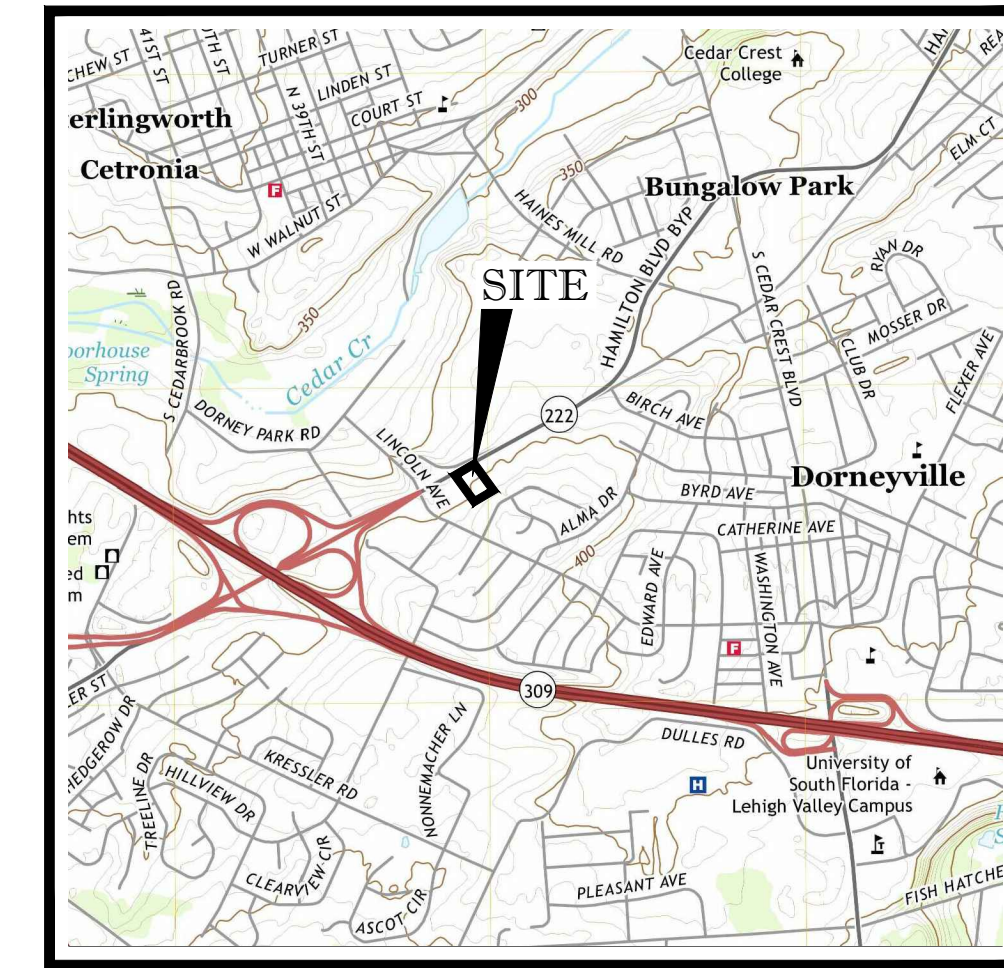 CHEW ST
41ST ST
0TH ST
TURNER ST
LINDEN ST
N 39TH ST
COURT ST
300
Cedar Crest
College
HA
REA
erlingworth
Cetronia
F
350
ELM CT
Bungalow Park
W WALNUT ST
HAINES MILL RD
HAMILTON BLVD BYP
RYAN DR
S CEDAR CREST BLVD
SITE
MOSSER DR
S CEDARBROOK RD
350
oorhouse
Spring
Cedar Cr
CLUB DR
FLEXER AVE
DORNEY PARK RD
BIRCH AVE
222
LINCOLN AVE
Dorneyville
BYRD AVE
ALMA DR
CATHERINE AVE
hts
em
ed
m
400
EDWARD AVE
WASHINGTON AVE
F
309
ER ST
HEDGEROW DR
TREELINE DR
HILLVIEW DR
KRESSLER RD
NONNEMACHER LN
DULLES RD
H
University of
South Florida -
Lehigh Valley Campus
CLEARVIEW CIR
ASCOT CIR
PLEASANT AVE
FISH HATCHE